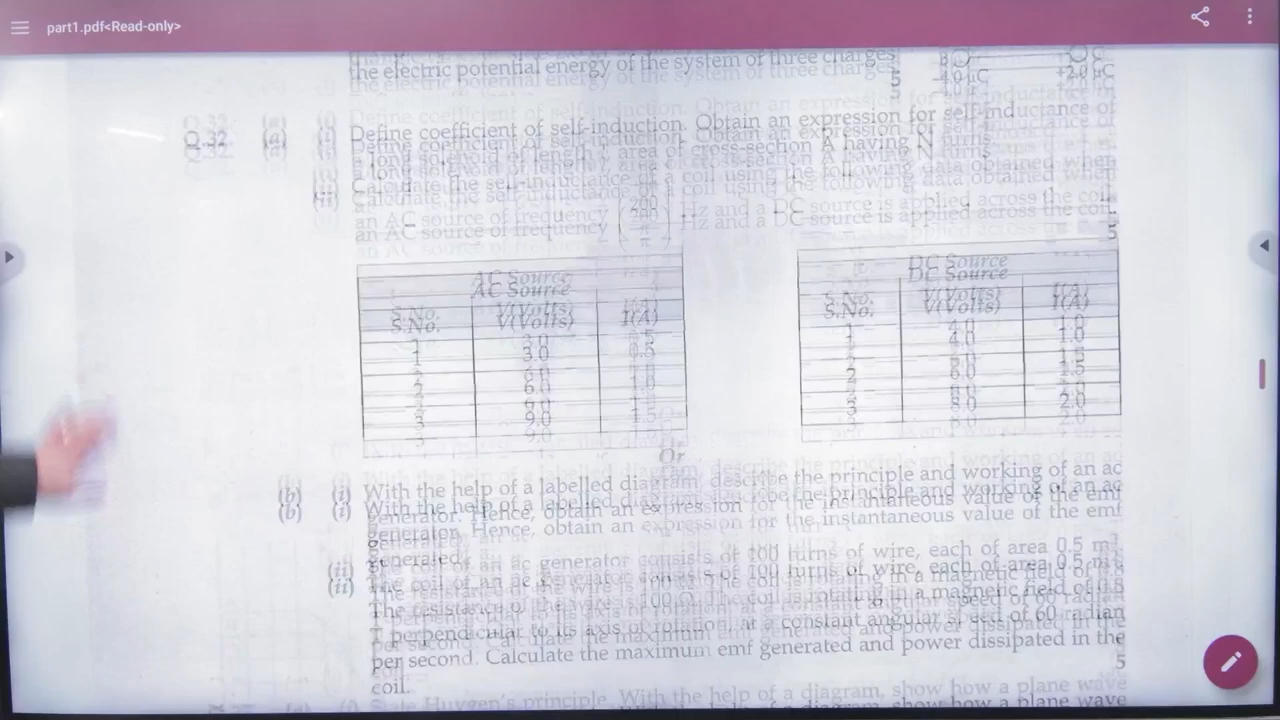 part1.pdf<Read-only>
the electric potential energy of the system of three charges
5
B C
-4.0 μC +2.0 μC
Q.32 (a) (i) Define coefficient of self-induction. Obtain an expression for self-inductance of
a long solenoid of length l, area of cross-section A having N turns.
(ii) Calculate the self-inductance of a coil using the following data obtained when
an AC source of frequency (200/π) Hz and a DC source is applied across the coil.
5
AC Source
S.No. V(Volts) I(A)
1 3.0 0.5
2 6.0 1.0
3 9.0 1.5
DC Source
S.No. V(Volts) I(A)
1 4.0 1.0
2 6.0 1.5
3 8.0 2.0
Or
(b) (i) With the help of a labelled diagram, describe the principle and working of an ac
generator. Hence, obtain an expression for the instantaneous value of the emf
generated.
(ii) The coil of an ac generator consists of 100 turns of wire, each of area 0.5 m².
The resistance of the wire is 100 Ω. The coil is rotating in a magnetic field of 0.8
T perpendicular to its axis of rotation, at a constant angular speed of 60 radian
per second. Calculate the maximum emf generated and power dissipated in the
coil.
5
(i) State Huygen's principle. With the help of a diagram, show how a plane wave